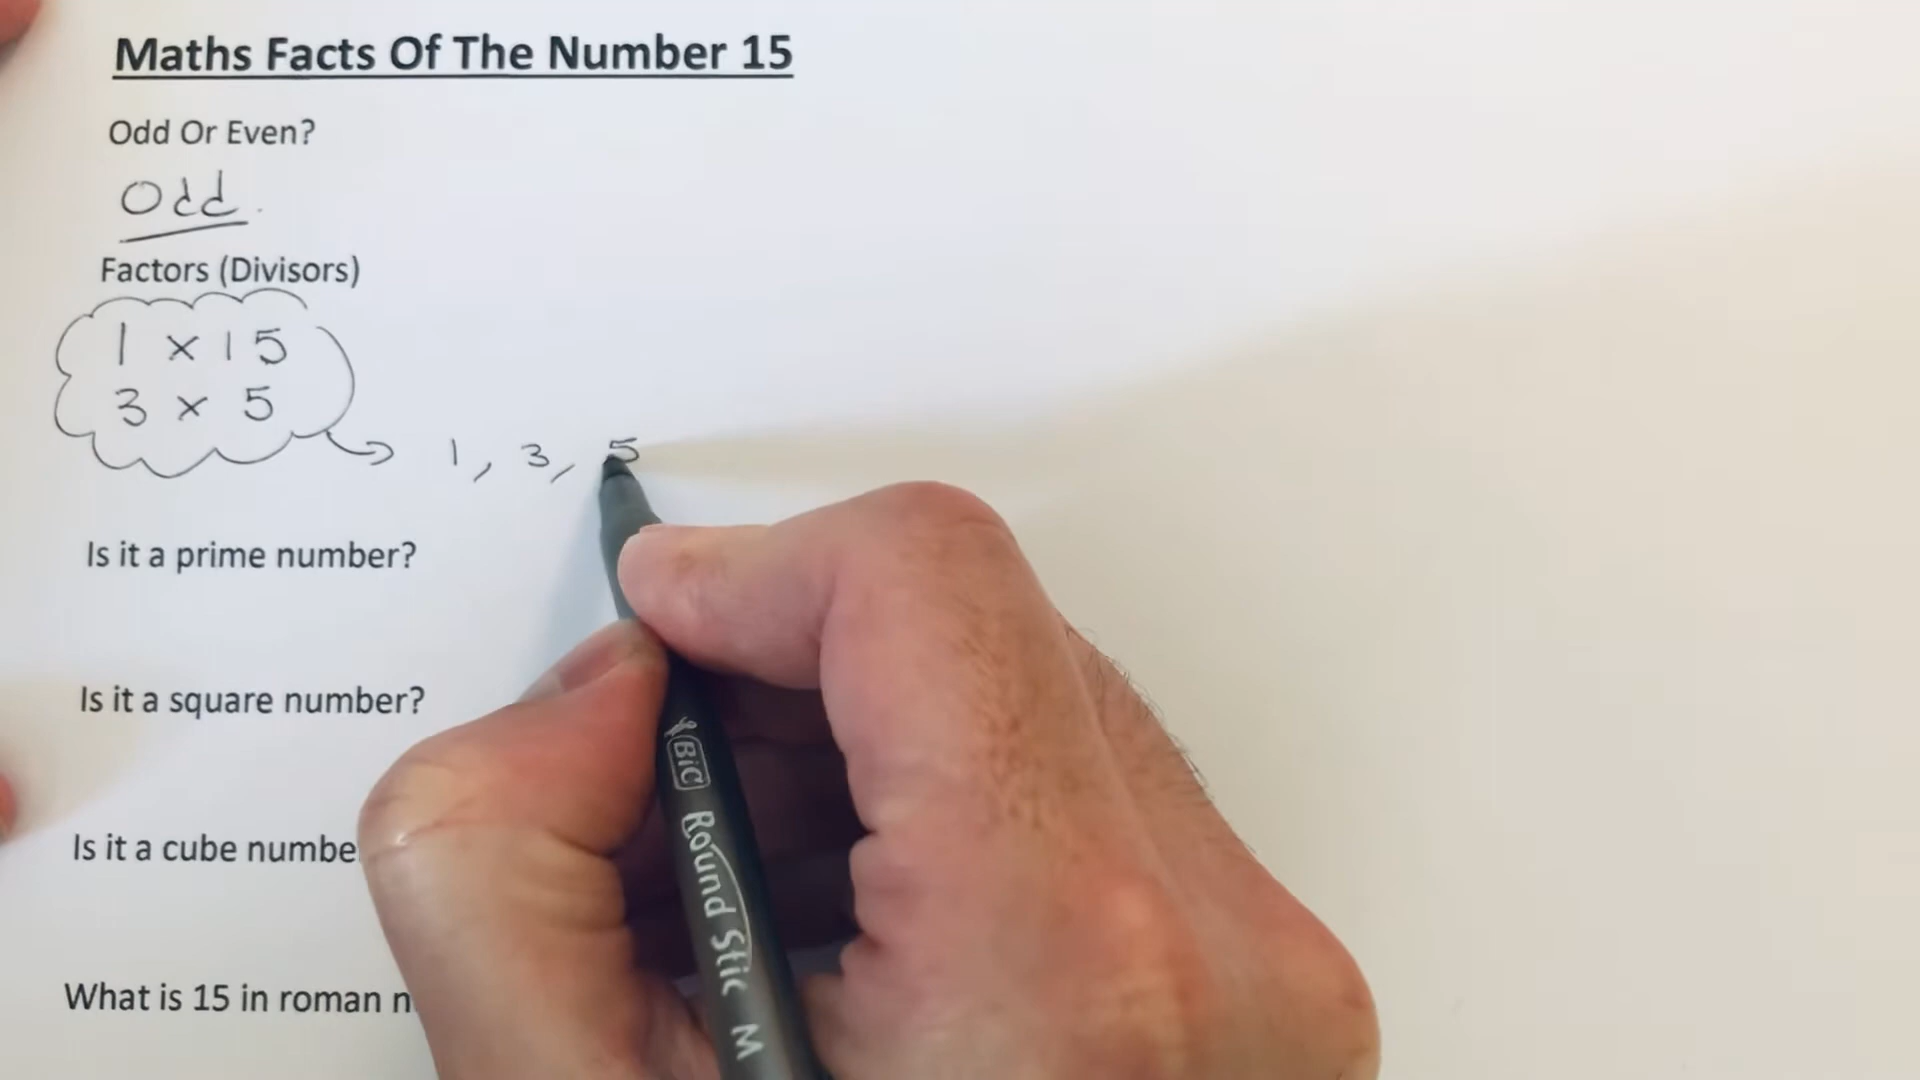 Maths Facts Of The Number 15
Odd Or Even?
Odd.
Factors (Divisors)
1 × 15
3 × 5
1, 3, 5
Is it a prime number?
Is it a square number?
Is it a cube numbe
What is 15 in roman n
BIC Round Stic M